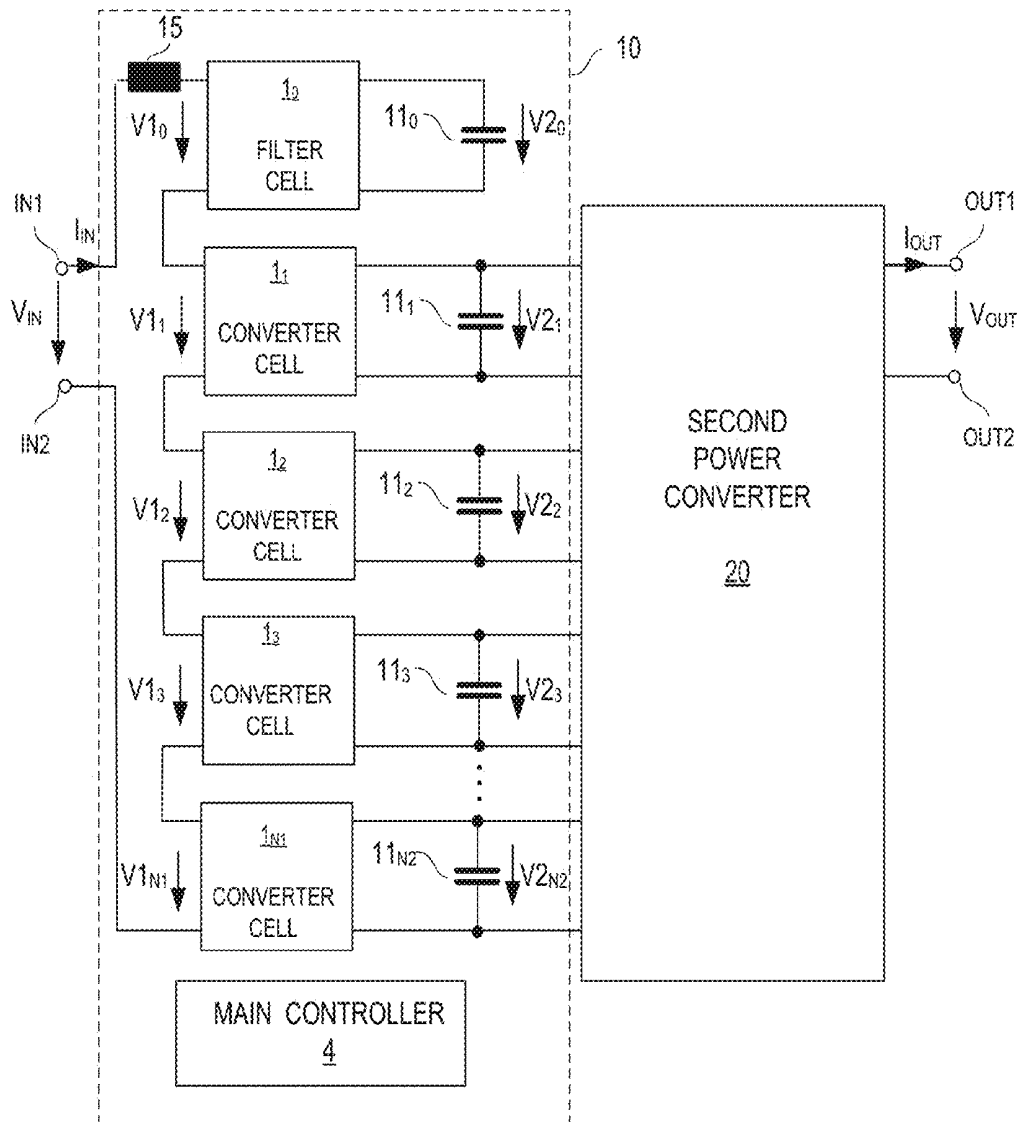 15
10
1₀
FILTER
CELL
V1₀
11₀
V2₀
IN1
I_IN
V_IN
IN2
1₁
CONVERTER
CELL
V1₁
11₁
V2₁
I_OUT
OUT1
V_OUT
OUT2
1₂
CONVERTER
CELL
V1₂
11₂
V2₂
SECOND
POWER
CONVERTER
20
1₃
CONVERTER
CELL
V1₃
11₃
V2₃
1_N1
CONVERTER
CELL
V1_N1
11_N2
V2_N2
MAIN CONTROLLER
4